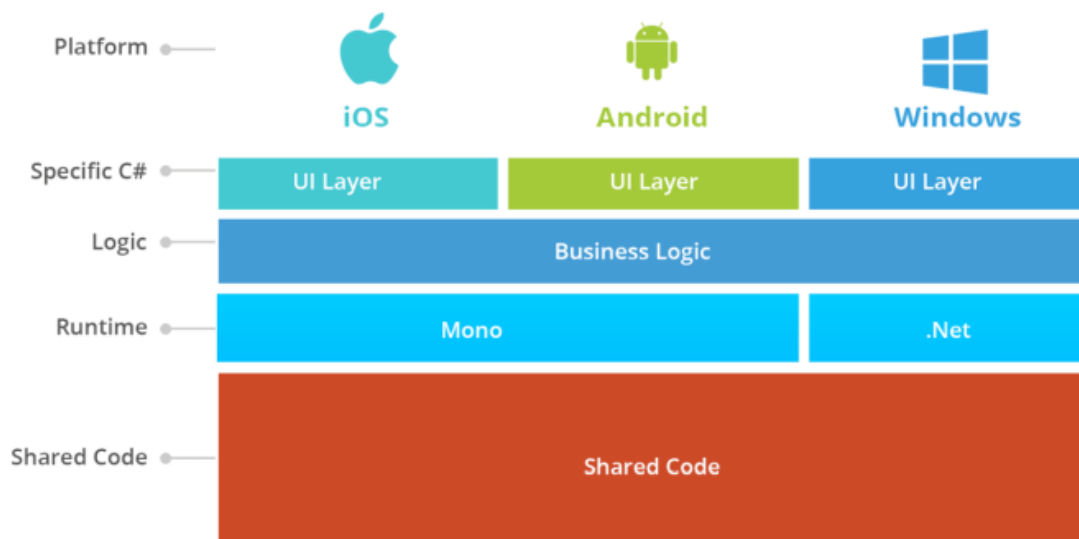 Platform
iOS
Android
Windows
Specific C#
UI Layer
UI Layer
UI Layer
Logic
Business Logic
Runtime
Mono
.Net
Shared Code
Shared Code